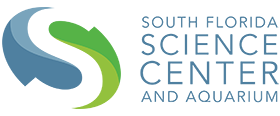 SOUTH FLORIDA
SCIENCE
CENTER
AND AQUARIUM